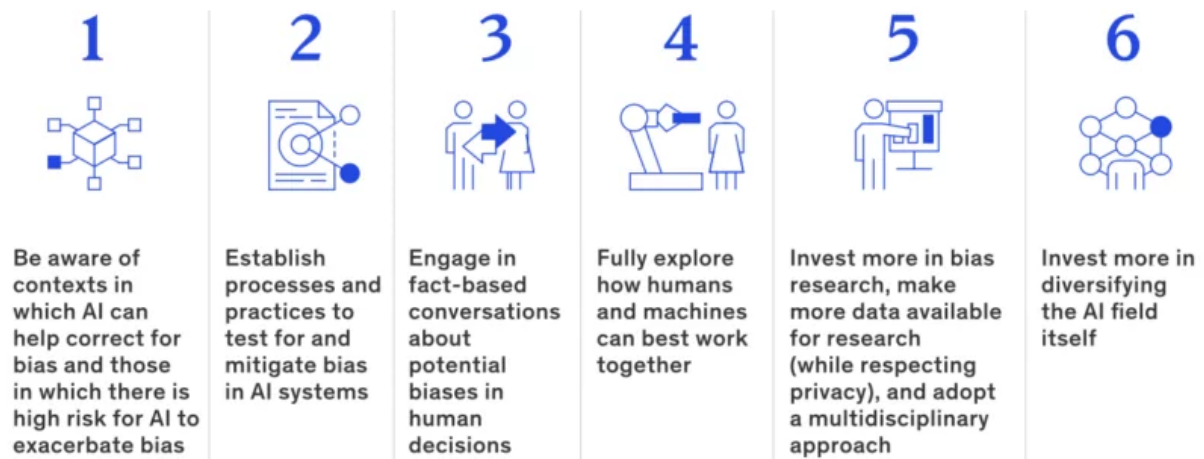 1
Be aware of
contexts in
which AI can
help correct for
bias and those
in which there is
high risk for AI to
exacerbate bias
2
Establish
processes and
practices to
test for and
mitigate bias
in AI systems
3
Engage in
fact-based
conversations
about
potential
biases in
human
decisions
4
Fully explore
how humans
and machines
can best work
together
5
Invest more in bias
research, make
more data available
for research
(while respecting
privacy), and adopt
a multidisciplinary
approach
6
Invest more in
diversifying
the AI field
itself